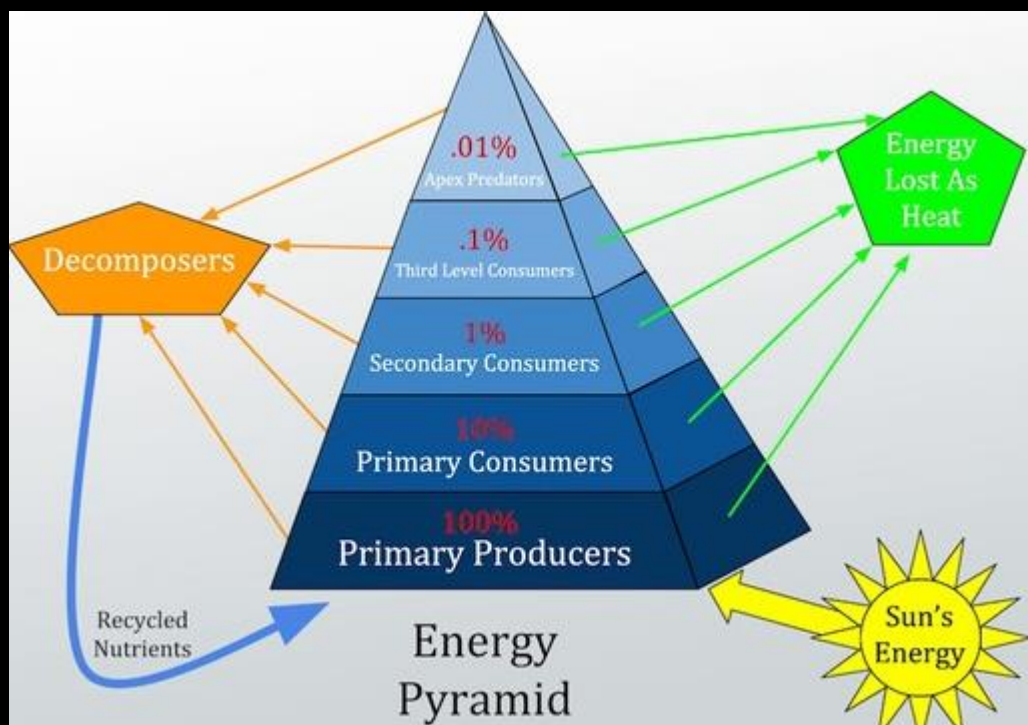 .01%
Apex Predators
.1%
Third Level Consumers
1%
Secondary Consumers
10%
Primary Consumers
100%
Primary Producers
Decomposers
Energy
Lost As
Heat
Recycled
Nutrients
Sun's
Energy
Energy
Pyramid